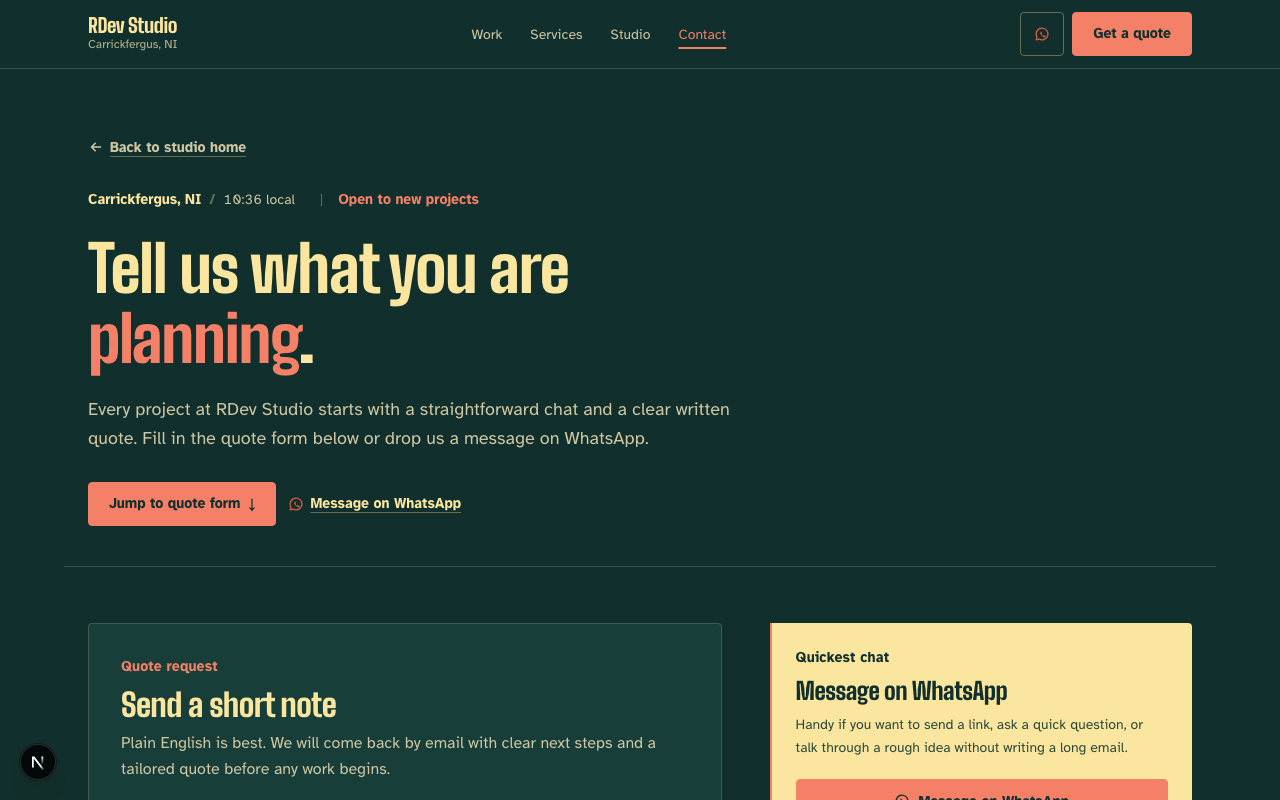 RDev Studio
Carrickfergus, NI
Work Services Studio Contact
Get a quote
← Back to studio home
Carrickfergus, NI / 10:36 local | Open to new projects
Tell us what you are
planning.
Every project at RDev Studio starts with a straightforward chat and a clear written
quote. Fill in the quote form below or drop us a message on WhatsApp.
Jump to quote form ↓
Message on WhatsApp
Quote request
Send a short note
Plain English is best. We will come back by email with clear next steps and a
tailored quote before any work begins.
Quickest chat
Message on WhatsApp
Handy if you want to send a link, ask a quick question, or
talk through a rough idea without writing a long email.
Message on WhatsApp
N